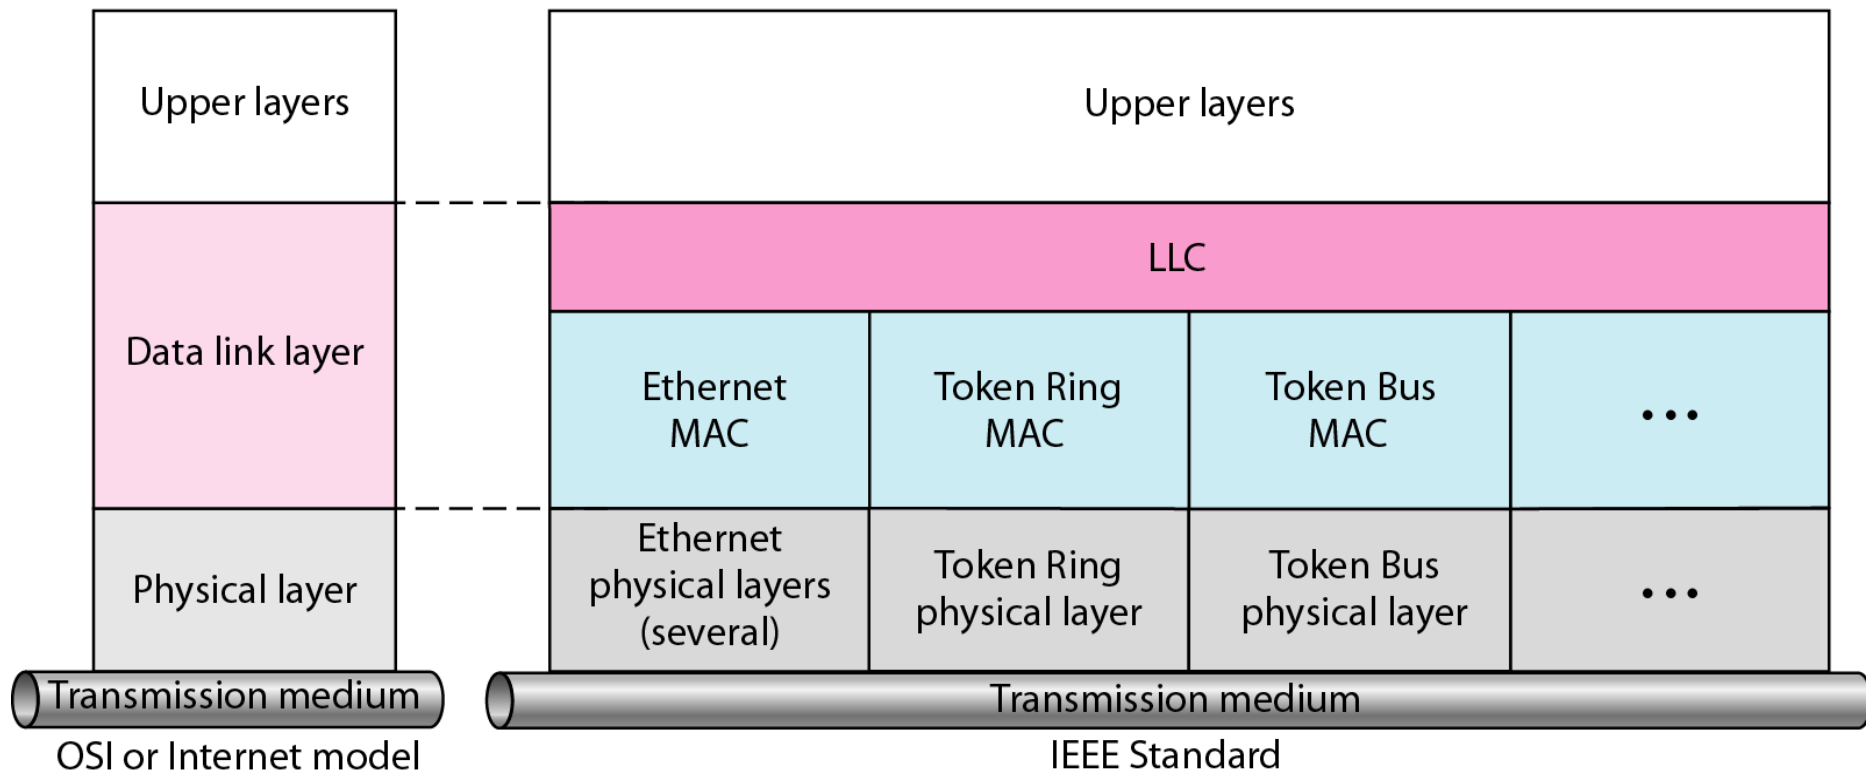 Upper layers
Data link layer
Physical layer
Transmission medium
OSI or Internet model
Upper layers
LLC
Ethernet
MAC
Token Ring
MAC
Token Bus
MAC
...
Ethernet
physical layers
(several)
Token Ring
physical layer
Token Bus
physical layer
...
Transmission medium
IEEE Standard